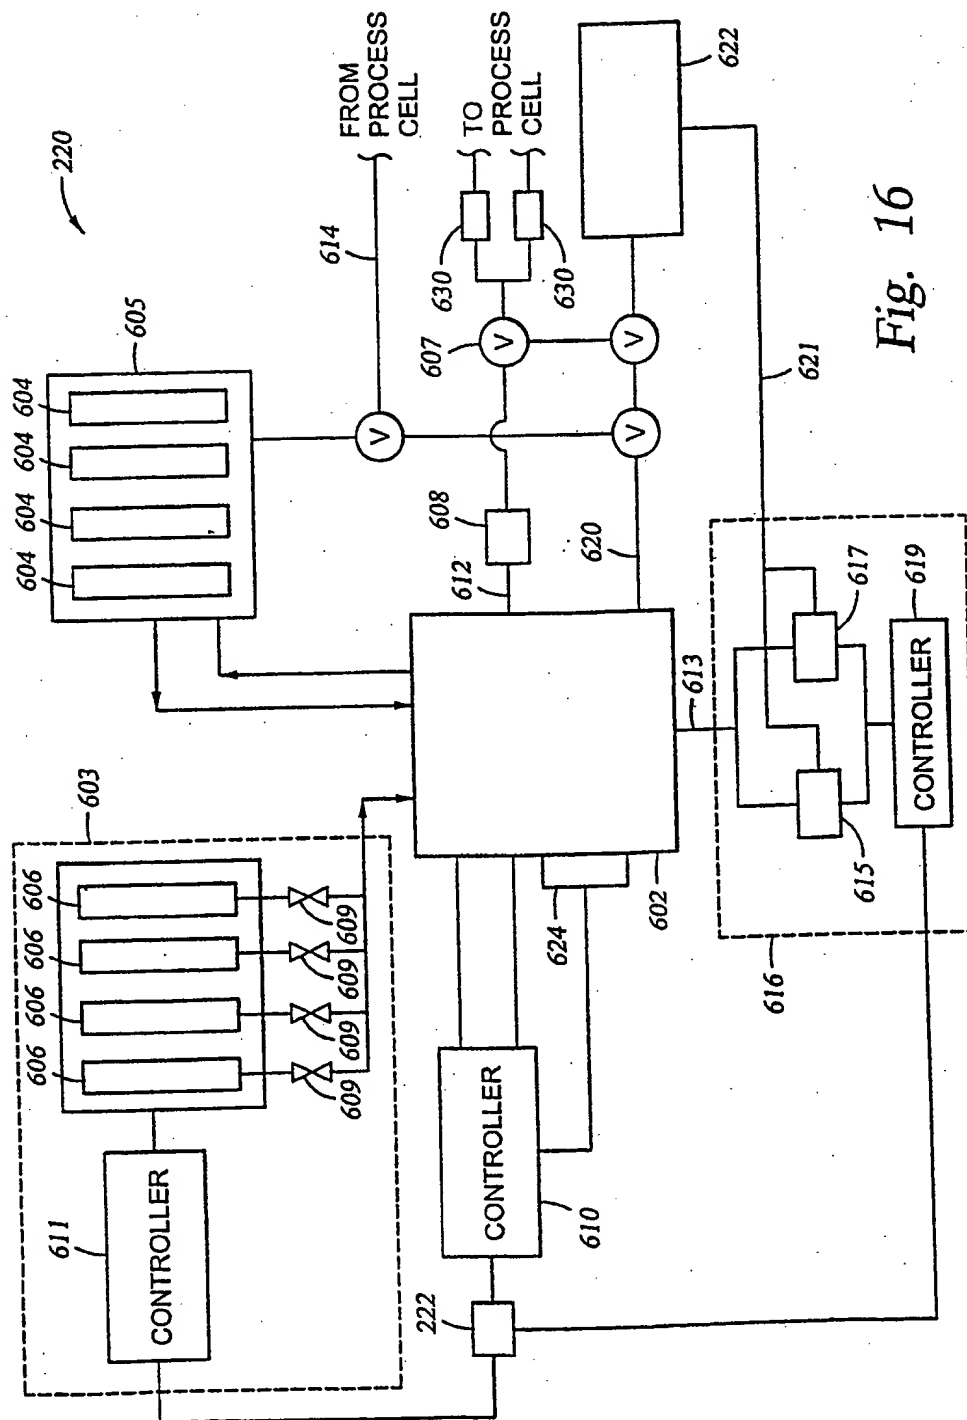 220
FROM
PROCESS
CELL
TO
PROCESS
CELL
614
630
630
607
V
V
V
V
622
621
605
604
604
604
604
608
612
620
613
603
606
606
606
606
609
609
609
609
611
CONTROLLER
602
624
CONTROLLER
610
222
616
615
617
619
CONTROLLER
Fig. 16